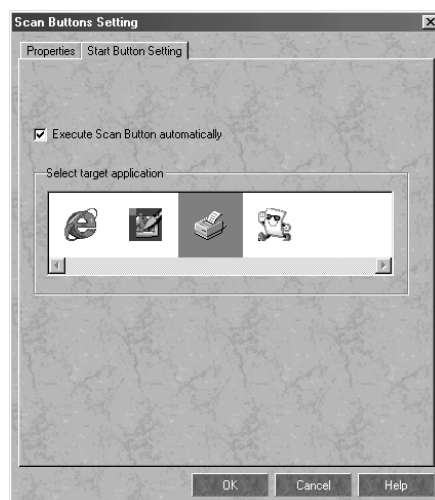 Scan Buttons Setting
Properties Start Button Setting
Execute Scan Button automatically
Select target application
OK Cancel Help